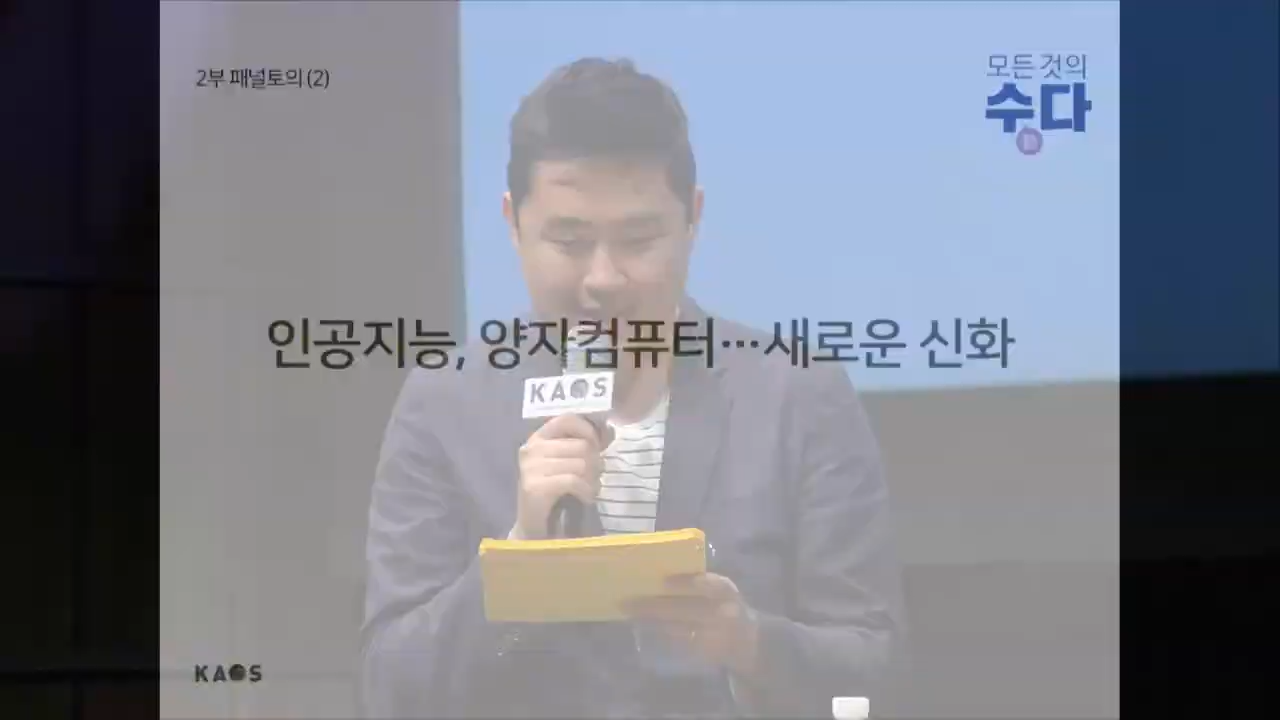 2부 패널토의(2)
모든 것의
수다
인공지능, 양자컴퓨터…새로운 신화
KAOS
KAOS